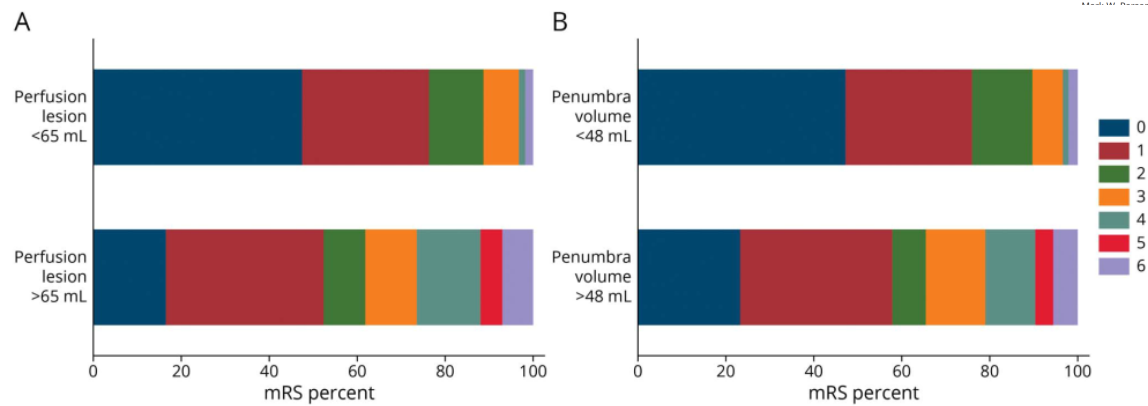 A
B
Perfusion
lesion
<65 mL
Perfusion
lesion
>65 mL
0
20
40
60
80
100
mRS percent
Penumbra
volume
<48 mL
Penumbra
volume
>48 mL
0
20
40
60
80
100
mRS percent
0
1
2
3
4
5
6